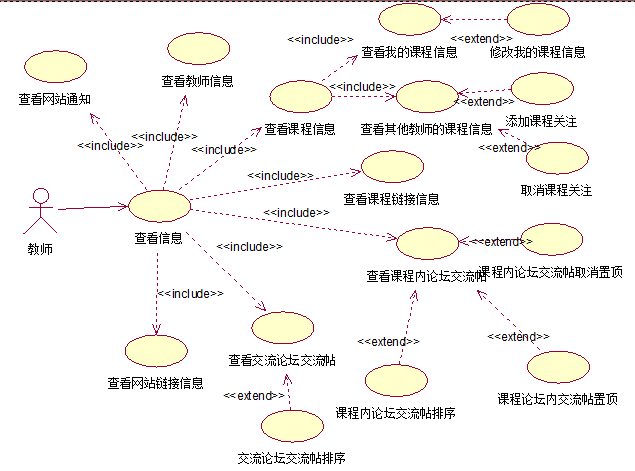 <<include>>
查看我的课程信息
<<extend>>
修改我的课程信息
查看网站通知
查看教师信息
<<include>>
<<include>>
<<include>>
查看课程信息
<<include>>
查看其他教师的课程信息
<<extend>>
添加课程关注
<<extend>>
取消课程关注
<<include>>
查看课程链接信息
教师
查看信息
<<include>>
<<include>>
查看课程内论坛交流帖
<<extend>>
课程内论坛交流帖取消置顶
<<include>>
查看网站链接信息
查看交流论坛交流帖
<<extend>>
交流论坛交流帖排序
<<extend>>
课程内论坛交流帖排序
<<extend>>
课程论坛内交流帖置顶